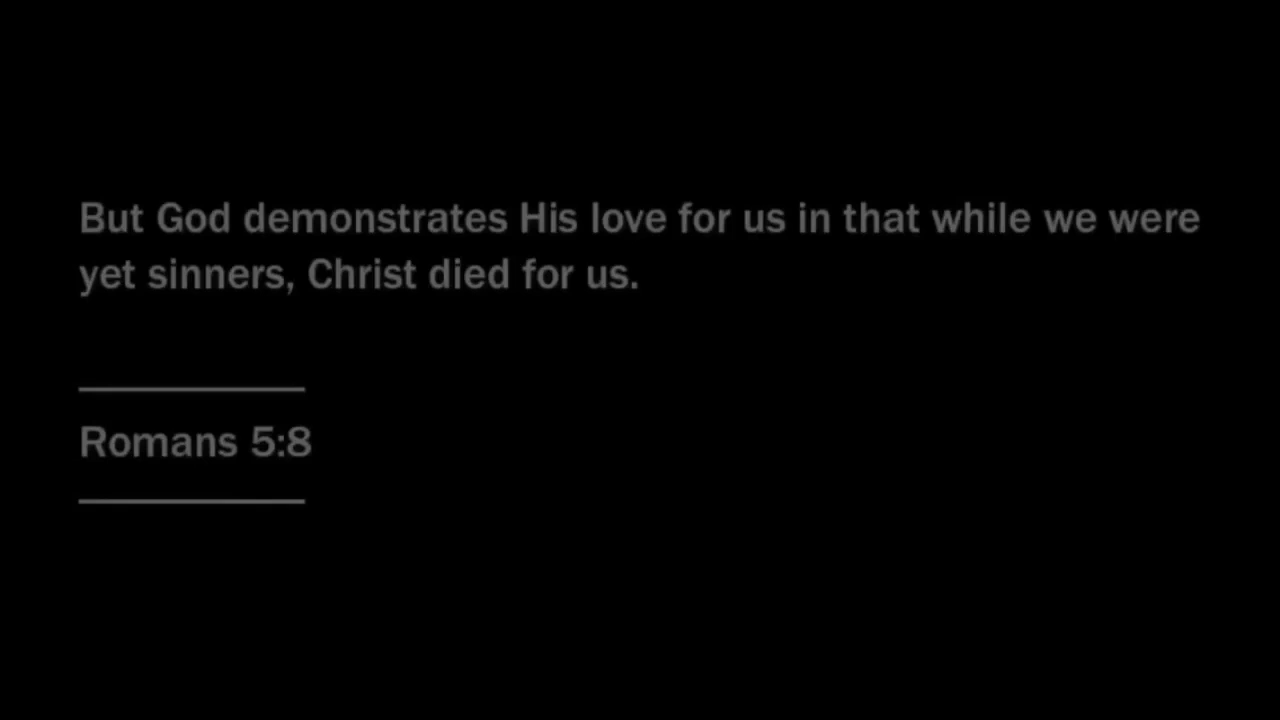 But God demonstrates His love for us in that while we were
yet sinners, Christ died for us.
Romans 5:8